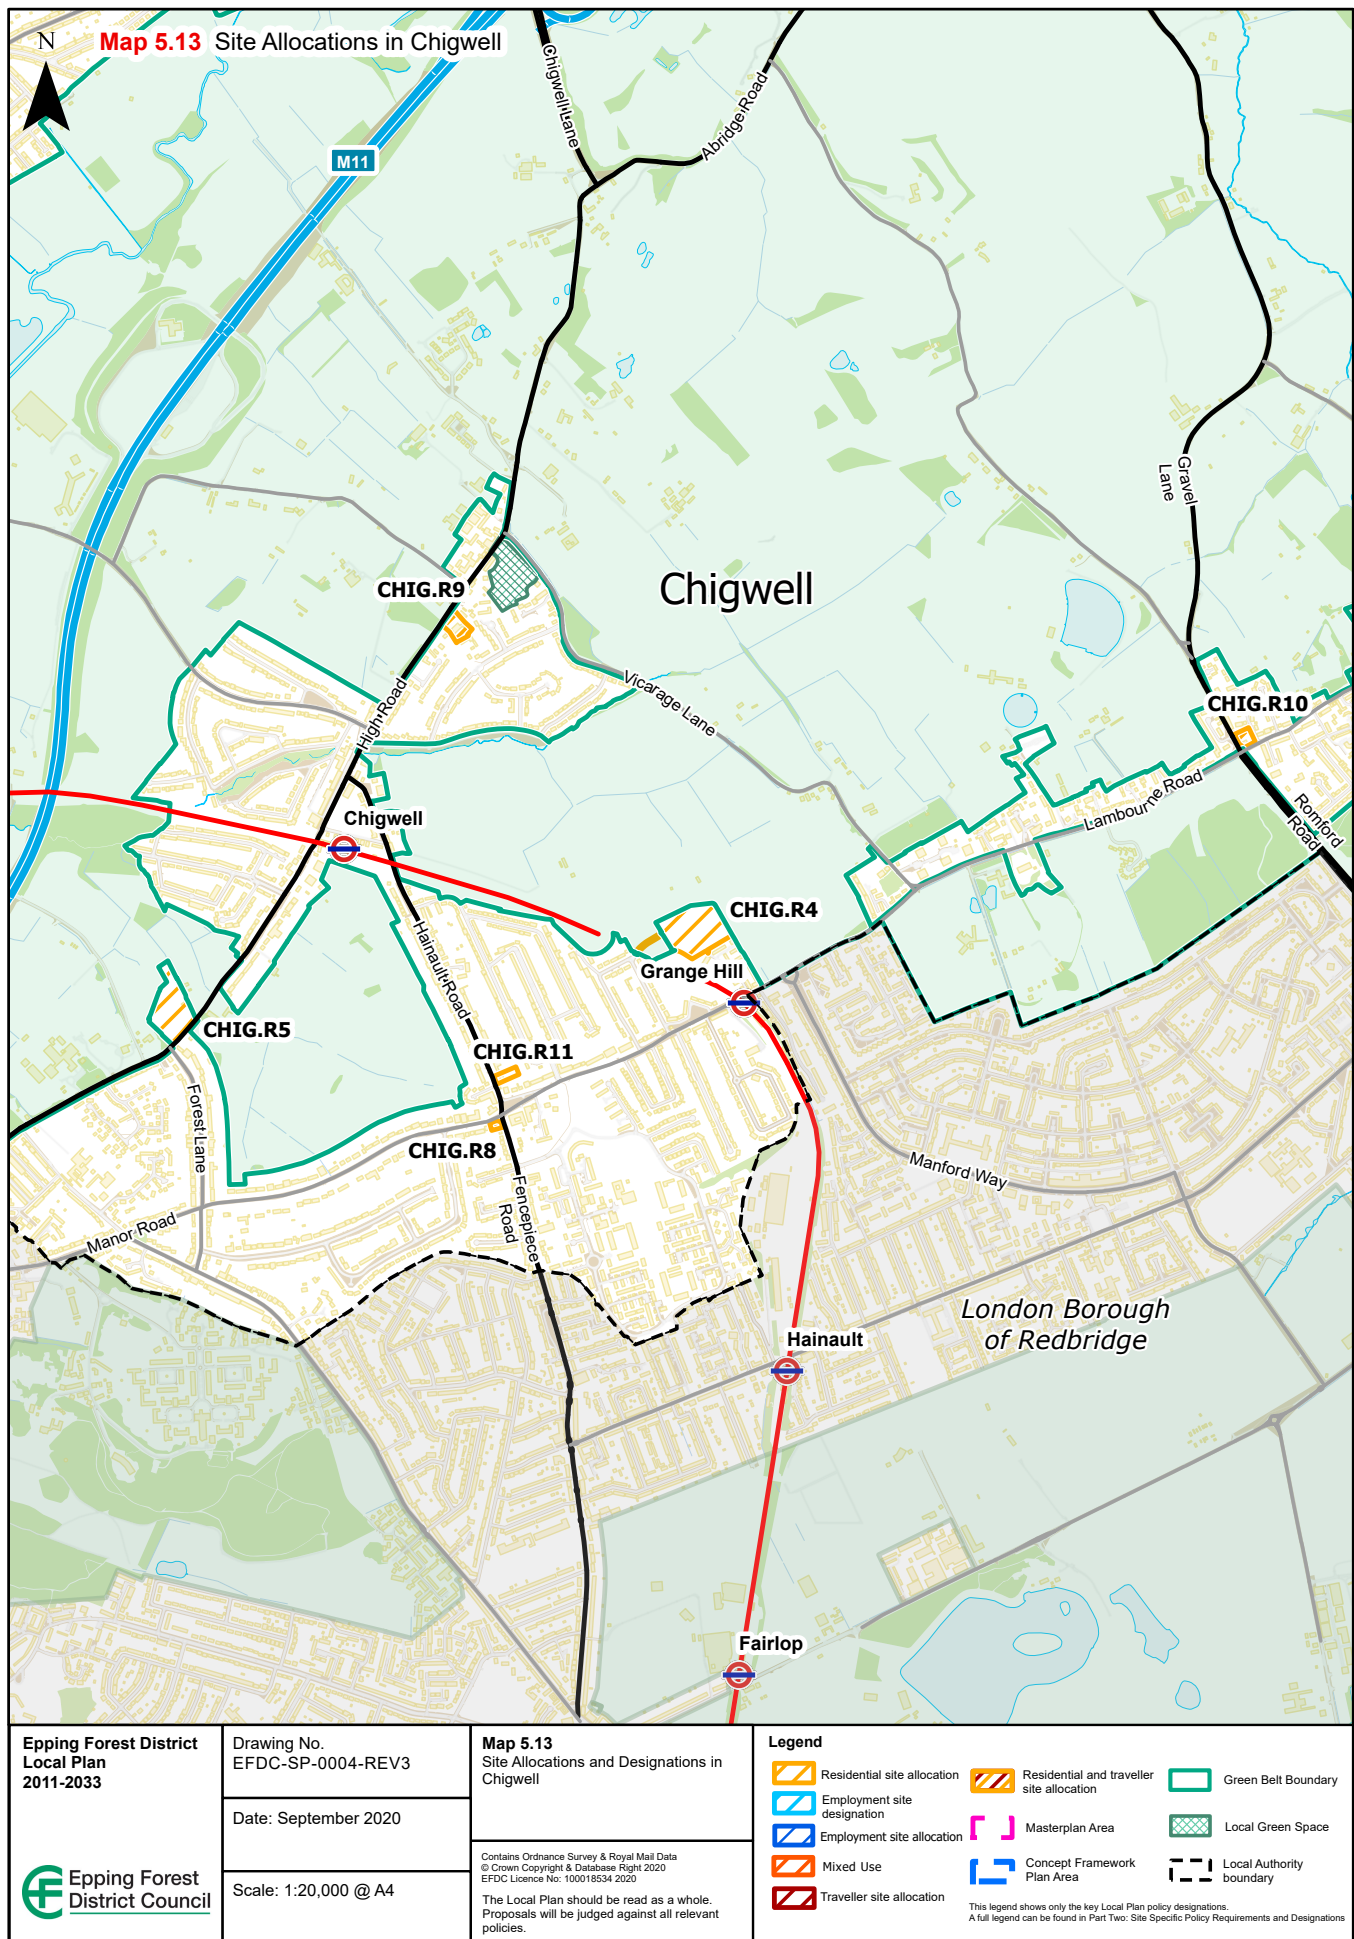 N
Map 5.13 Site Allocations in Chigwell
Chigwell Lane
Abridge Road
M11
Gravel
Lane
CHIG.R9
Chigwell
Vicarage Lane
High Road
CHIG.R10
Lambourne Road
Romford
Road
Chigwell
CHIG.R4
Hainault Road
Grange Hill
CHIG.R5
CHIG.R11
Forest Lane
CHIG.R8
Manford Way
Fencepiece
Road
Manor Road
London Borough
of Redbridge
Hainault
Fairlop
Epping Forest District
Local Plan
2011-2033
Epping Forest
District Council
Drawing No.
EFDC-SP-0004-REV3
Date: September 2020
Scale: 1:20,000 @ A4
Map 5.13
Site Allocations and Designations in
Chigwell
Contains Ordnance Survey & Royal Mail Data
© Crown Copyright & Database Right 2020
EFDC Licence No: 100018534 2020
The Local Plan should be read as a whole.
Proposals will be judged against all relevant
policies.
Legend
Residential site allocation
Employment site
designation
Employment site allocation
Mixed Use
Traveller site allocation
Residential and traveller
site allocation
Masterplan Area
Concept Framework
Plan Area
Green Belt Boundary
Local Green Space
Local Authority
boundary
This legend shows only the key Local Plan policy designations.
A full legend can be found in Part Two: Site Specific Policy Requirements and Designations